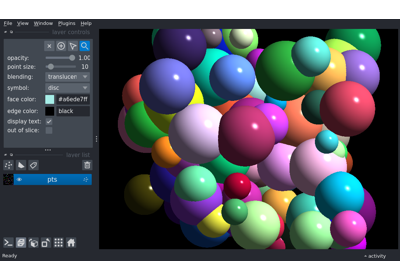 File View Window Plugins Help
layer controls
opacity: 1.00
point size: 10
blending: translucen
symbol: disc
face color: #a6ede7ff
edge color: black
display text:
out of slice:
layer list
pts
Ready
activity